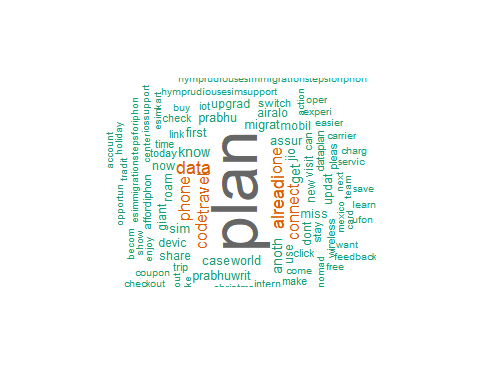 hymprudiousesimmigrationstepsforiphon
hymprudiousesimsupport
action
oper
iot
upgrad
switch
buy
experi
esimkart
centeriossupport
esimmigrationstepsforiphon
check
prabhu
airalo
easier
holiday
account
link
first
migrat
mobil
carrier
assur
can
dataplan
time
today
know
one
jio
visit
pleas
charg
servic
tradit
now
data
plan
get
next
team
save
opportun
affordiphon
roam
phone
travel
code
alreadi
connect
new
updat
learn
card
ufon
mexico
giant
miss
sim
dont
stay
wireless
want
becom
show
enjoy
devic
share
case
world
anoth
use
click
feedback
trip
come
free
nomad
coupon
out
prabhuwrit
intern
make
checkout
ke
christma